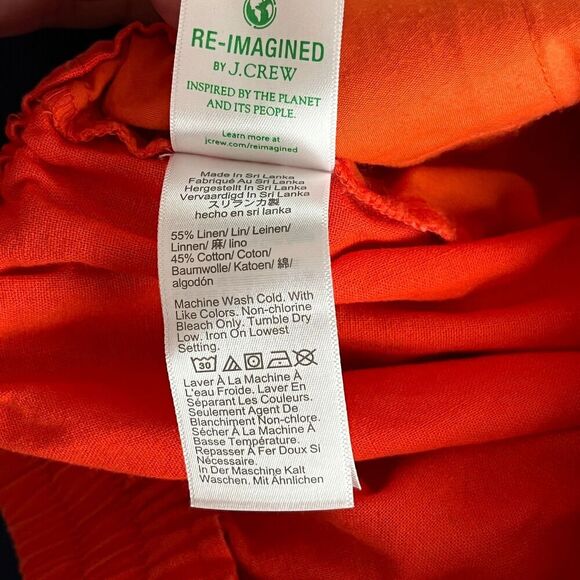 RE-IMAGINED
BY J.CREW
INSPIRED BY THE PLANET
AND ITS PEOPLE.
Learn more at
jcrew.com/reimagined
Made In Sri Lanka
Fabriqué Au Sri Lanka
Hergestellt In Sri Lanka
Vervaardigd In Sri Lanka
スリランカ製
hecho en sri lanka
55% Linen/ Lin/ Leinen/
Linnen/ 麻/ lino
45% Cotton/ Coton/
Baumwolle/ Katoen/ 綿/
algodón
Machine Wash Cold. With
Like Colors. Non-chlorine
Bleach Only. Tumble Dry
Low. Iron On Lowest
Setting.
30
Laver À La Machine À
L'eau Froide. Laver En
Séparant Les Couleurs.
Seulement Agent De
Blanchiment Non-chlore.
Sécher À La Machine À
Basse Température.
Repasser À Fer Doux Si
Nécessaire.
In Der Maschine Kalt
Waschen. Mit Ähnlichen